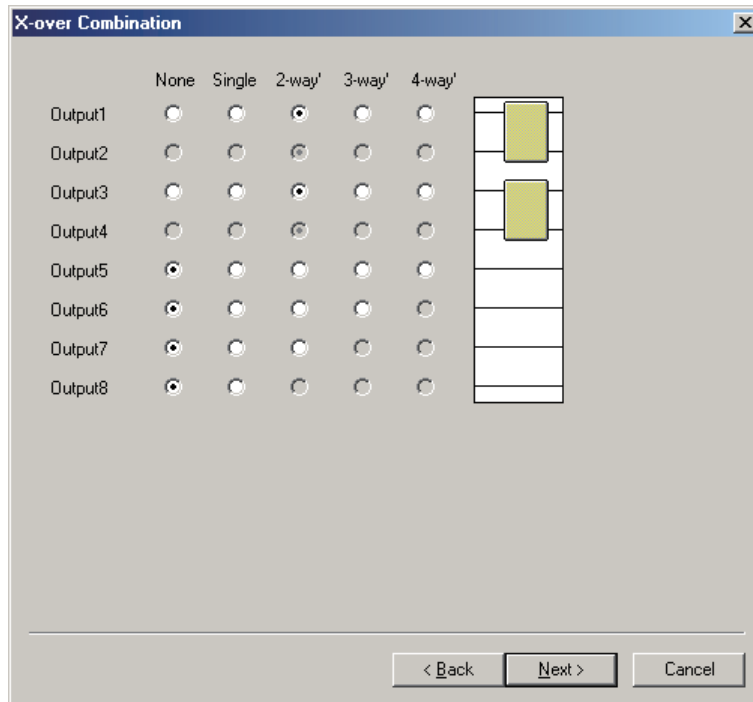 X-over Combination
None Single 2-way' 3-way' 4-way'
Output1
Output2
Output3
Output4
Output5
Output6
Output7
Output8
< Back Next > Cancel